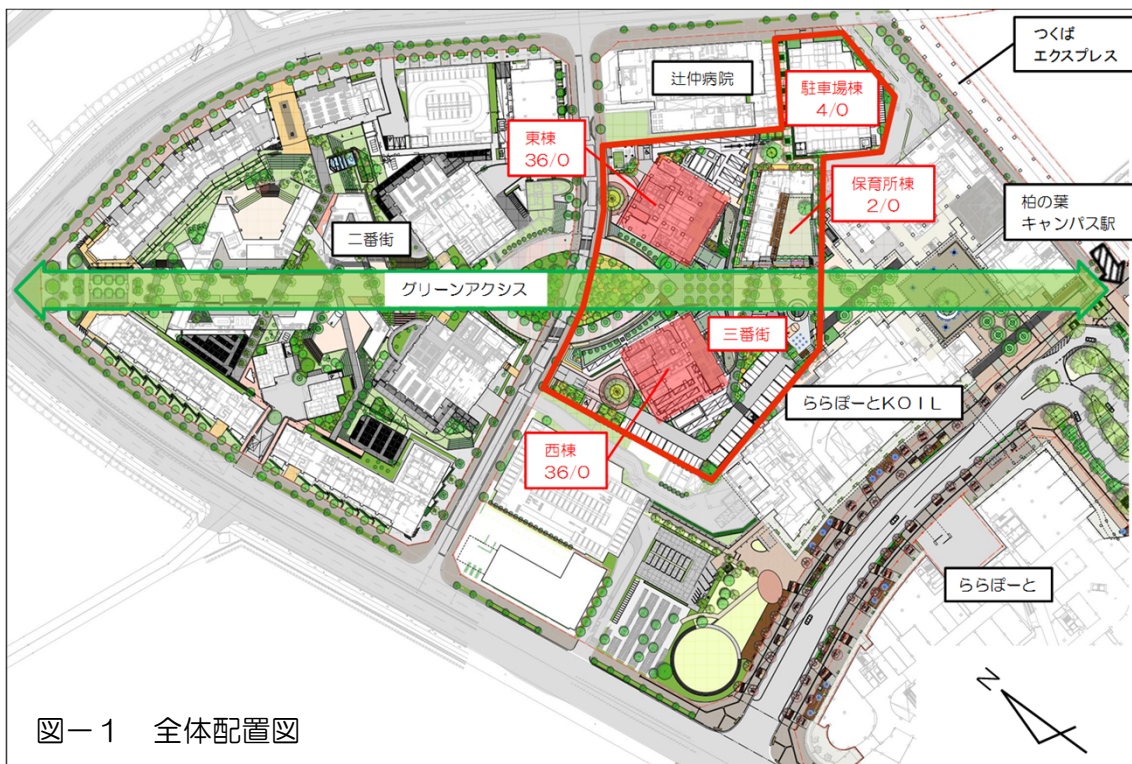 つくば
エクスプレス
辻仲病院
駐車場棟
4/0
東棟
36/0
保育所棟
2/0
柏の葉
キャンパス駅
二番街
グリーンアクシス
三番街
ららぽーとKOIL
西棟
36/0
ららぽーと
N
図-1 全体配置図